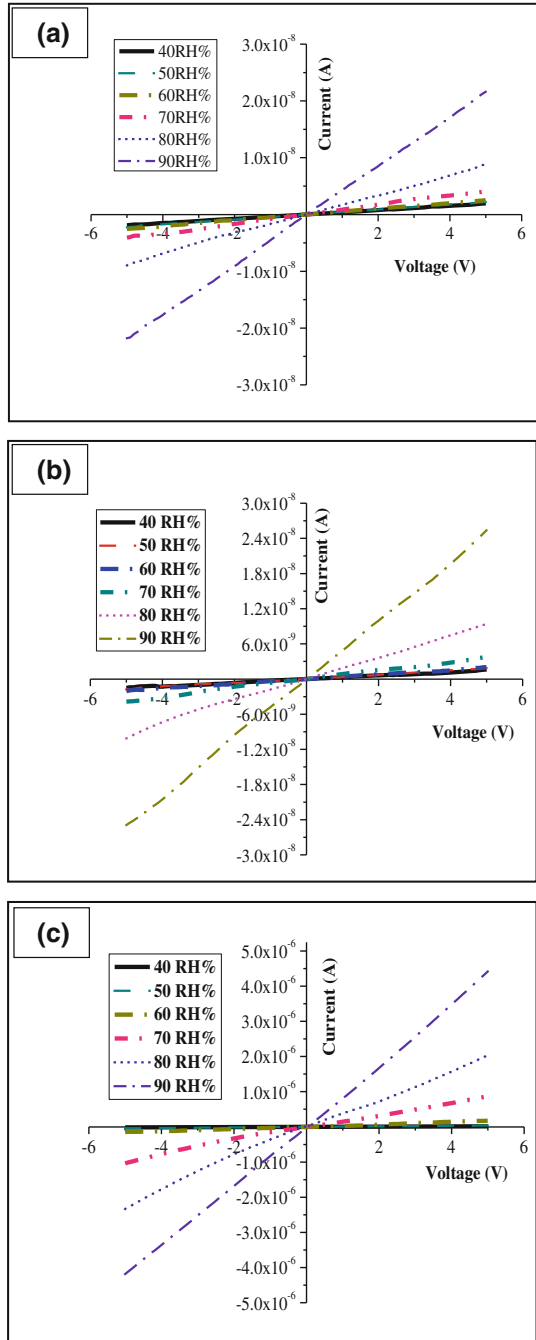 (a)
40RH%
50RH%
60RH%
70RH%
80RH%
90RH%
Current (A)
3.0x10⁻⁸
2.0x10⁻⁸
1.0x10⁻⁸
-6 -4 -2 0 2 4 6
Voltage (V)
-1.0x10⁻⁸
-2.0x10⁻⁸
-3.0x10⁻⁸
(b)
40 RH%
50 RH%
60 RH%
70 RH%
80 RH%
90 RH%
Current (A)
3.0x10⁻⁸
2.4x10⁻⁸
1.8x10⁻⁸
1.2x10⁻⁸
6.0x10⁻⁹
-6 -4 -2 0 2 4 6
Voltage (V)
-6.0x10⁻⁹
-1.2x10⁻⁸
-1.8x10⁻⁸
-2.4x10⁻⁸
-3.0x10⁻⁸
(c)
40 RH%
50 RH%
60 RH%
70 RH%
80 RH%
90 RH%
Current (A)
5.0x10⁻⁶
4.0x10⁻⁶
3.0x10⁻⁶
2.0x10⁻⁶
1.0x10⁻⁶
-6 -4 -2 0 2 4 6
Voltage (V)
-1.0x10⁻⁶
-2.0x10⁻⁶
-3.0x10⁻⁶
-4.0x10⁻⁶
-5.0x10⁻⁶